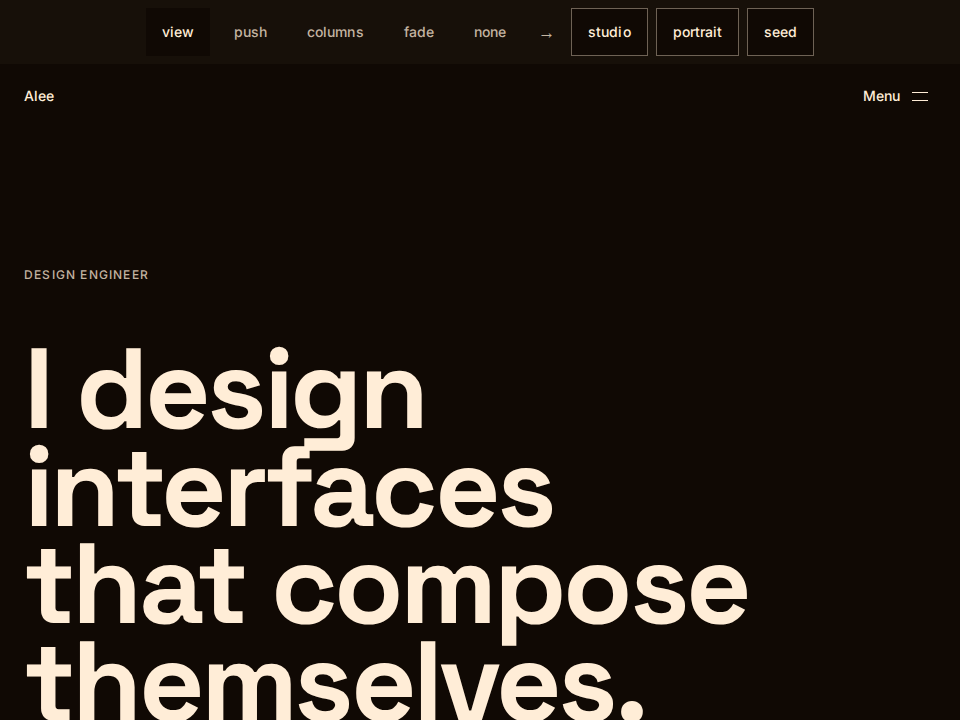 view push columns fade none → studio portrait seed
Alee Menu
DESIGN ENGINEER
I design
interfaces
that compose
themselves.